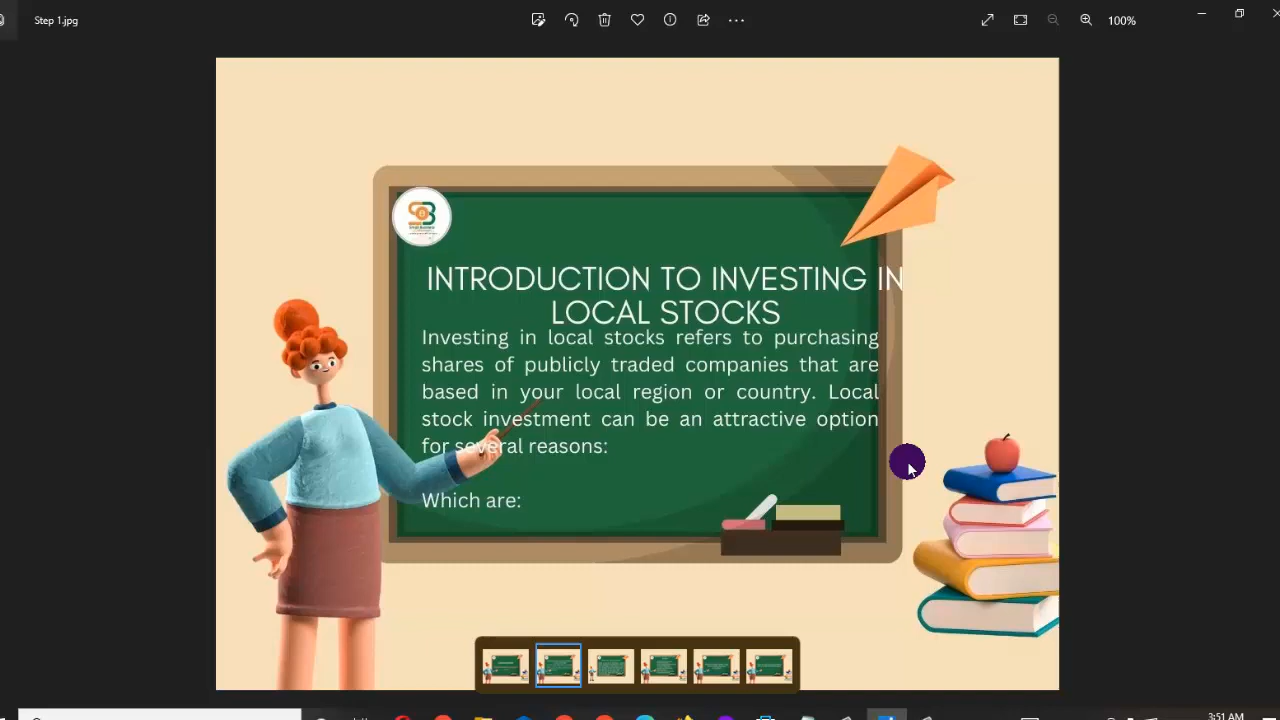 Step 1.jpg
100%
INTRODUCTION TO INVESTING IN
LOCAL STOCKS
Investing in local stocks refers to purchasing
shares of publicly traded companies that are
based in your local region or country. Local
stock investment can be an attractive option
for several reasons:
Which are:
3:51 AM